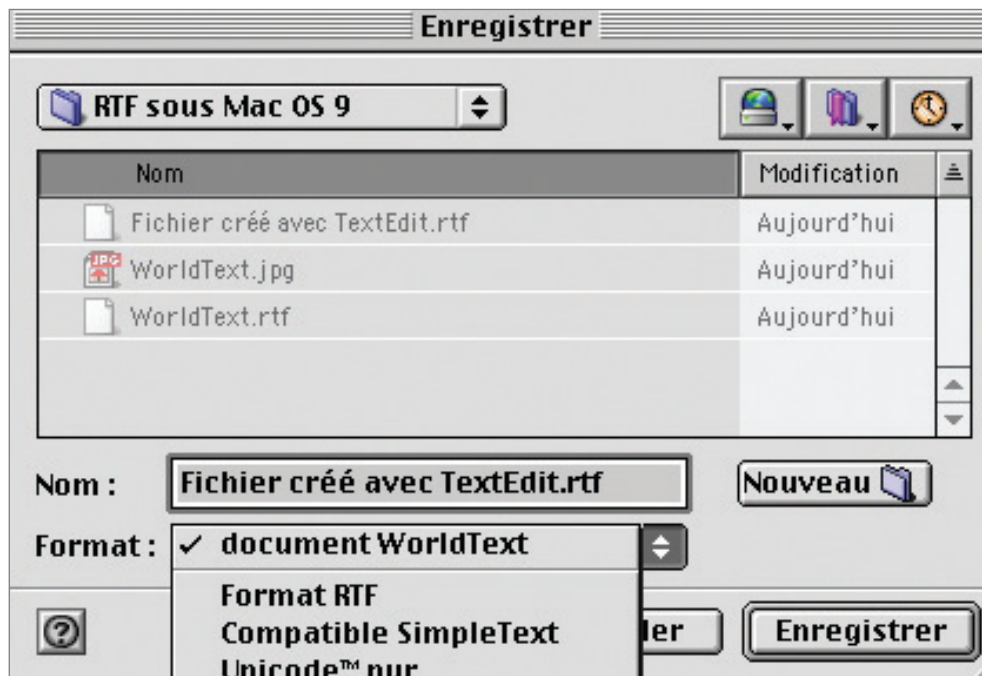 Enregistrer
RTF sous Mac OS 9
Nom Modification
Fichier créé avec TextEdit.rtf Aujourd'hui
JPG WorldText.jpg Aujourd'hui
WorldText.rtf Aujourd'hui
Nom : Fichier créé avec TextEdit.rtf Nouveau
Format : ✓ document WorldText
Format RTF
? Compatible SimpleText ler Enregistrer
Unicode™ pur